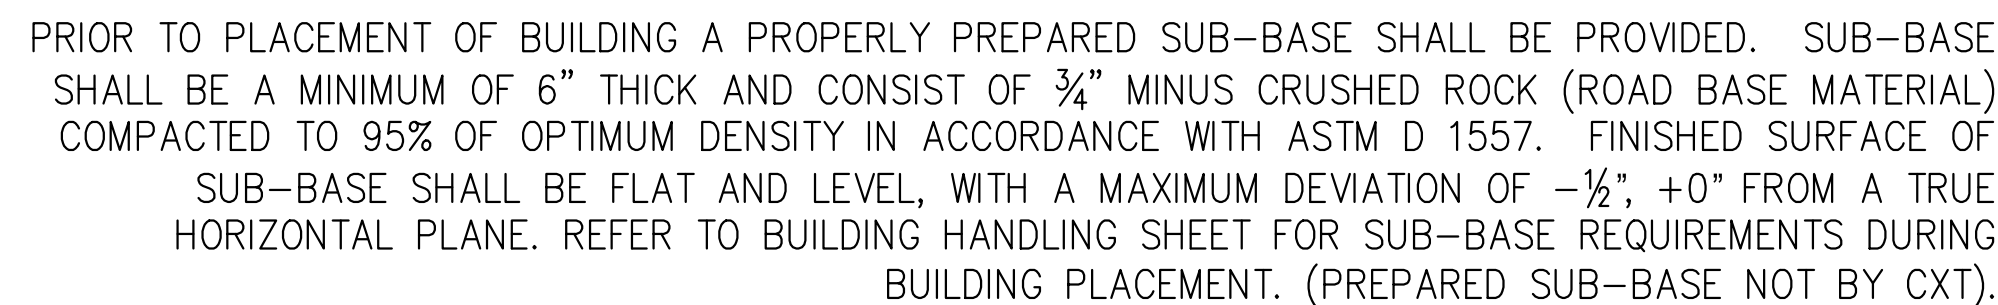 PRIOR TO PLACEMENT OF BUILDING A PROPERLY PREPARED SUB-BASE SHALL BE PROVIDED.  SUB-BASE
SHALL BE A MINIMUM OF 6” THICK AND CONSIST OF ¾” MINUS CRUSHED ROCK (ROAD BASE MATERIAL)
COMPACTED TO 95% OF OPTIMUM DENSITY IN ACCORDANCE WITH ASTM D 1557.  FINISHED SURFACE OF
SUB-BASE SHALL BE FLAT AND LEVEL, WITH A MAXIMUM DEVIATION OF -½”, +0” FROM A TRUE
HORIZONTAL PLANE. REFER TO BUILDING HANDLING SHEET FOR SUB-BASE REQUIREMENTS DURING
BUILDING PLACEMENT. (PREPARED SUB-BASE NOT BY CXT).